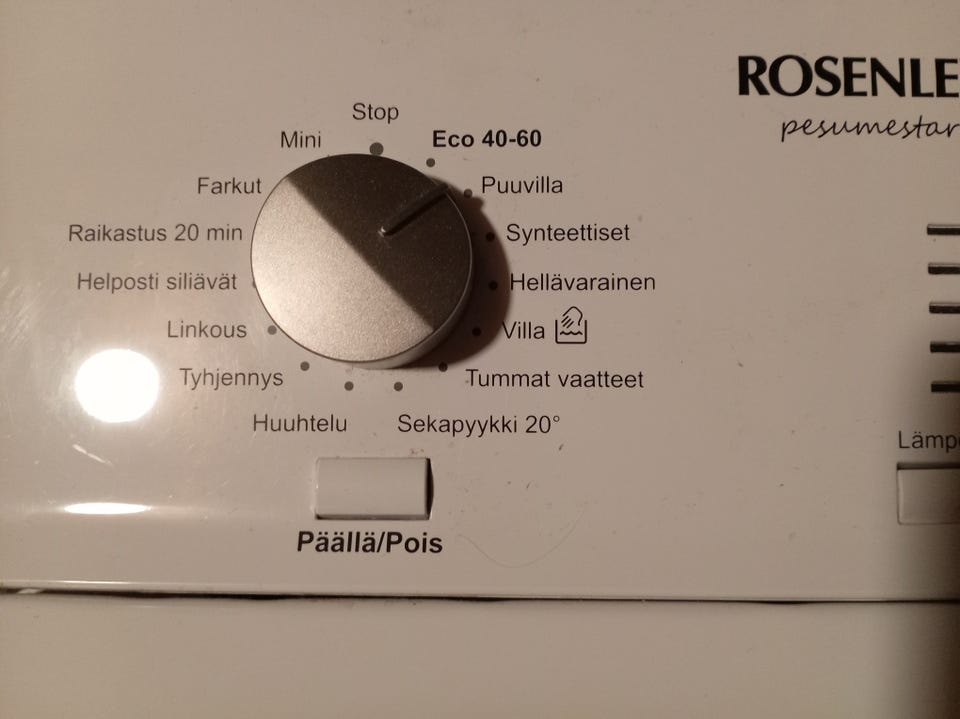 ROSENLE
pesumestar
Stop
Mini
Eco 40-60
Farkut
Puuvilla
Raikastus 20 min
Synteettiset
Helposti siliävät
Hellävarainen
Linkous
Villa
Tyhjennys
Tummat vaatteet
Huuhtelu
Sekapyykki 20°
Lämpö
Päällä/Pois